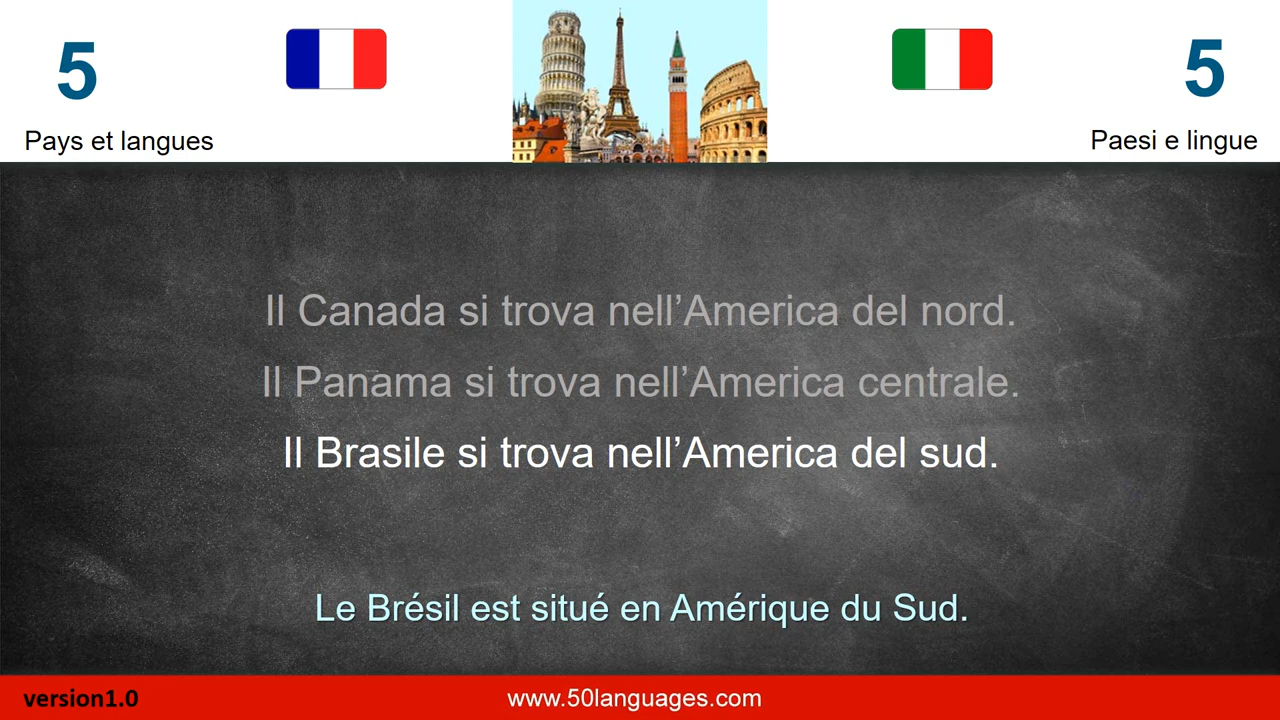 5
5
Pays et langues
Paesi e lingue
Il Canada si trova nell’America del nord.
Il Panama si trova nell’America centrale.
Il Brasile si trova nell’America del sud.
Le Brésil est situé en Amérique du Sud.
version1.0
www.50languages.com